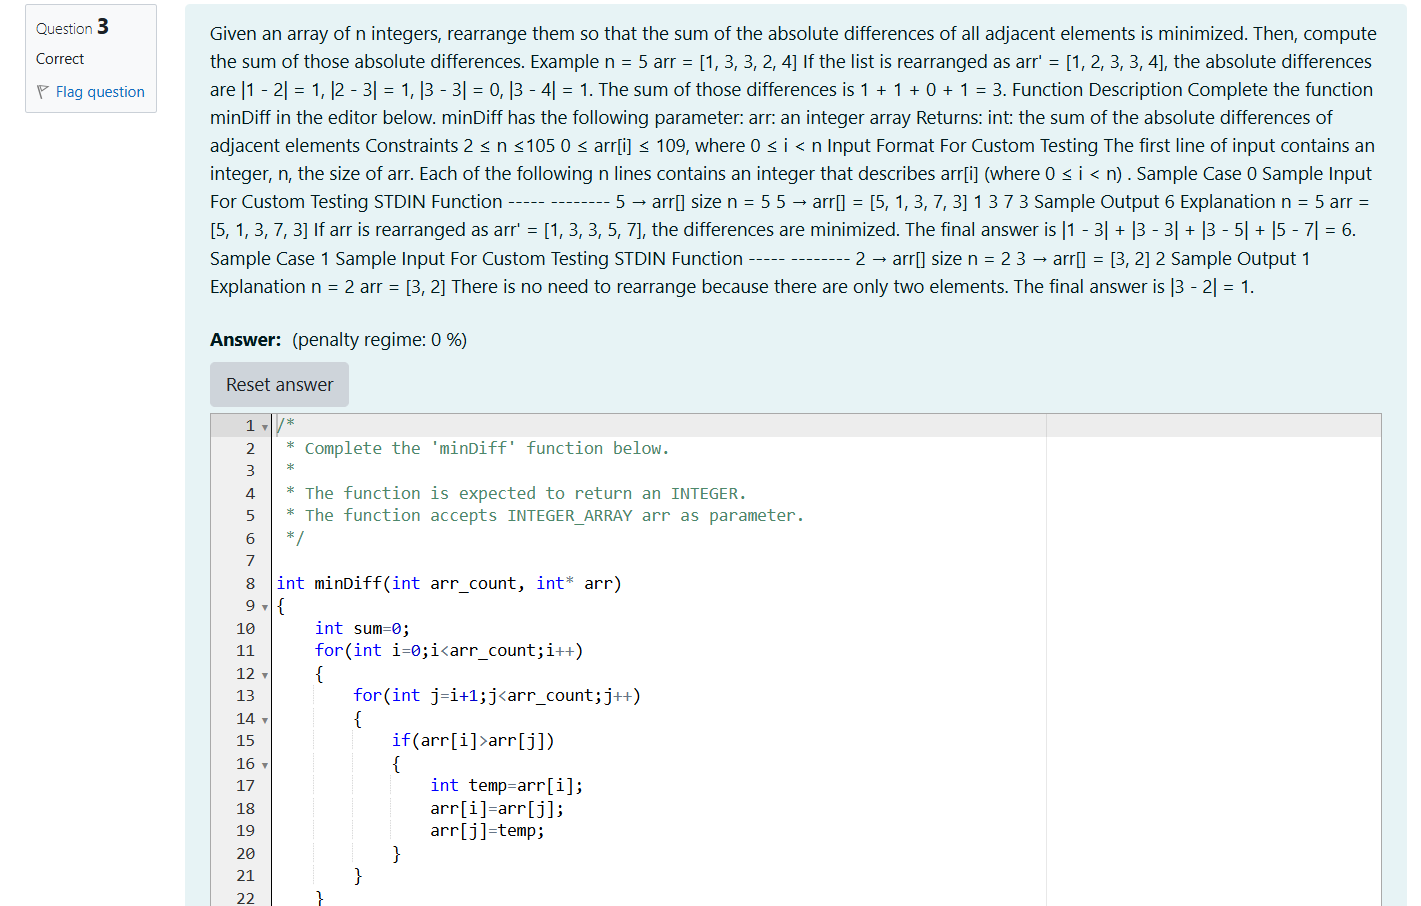 Question 3
Correct
Flag question
Given an array of n integers, rearrange them so that the sum of the absolute differences of all adjacent elements is minimized. Then, compute
the sum of those absolute differences. Example n = 5 arr = [1, 3, 3, 2, 4] If the list is rearranged as arr' = [1, 2, 3, 3, 4], the absolute differences
are |1 - 2| = 1, |2 - 3| = 1, |3 - 3| = 0, |3 - 4| = 1. The sum of those differences is 1 + 1 + 0 + 1 = 3. Function Description Complete the function
minDiff in the editor below. minDiff has the following parameter: arr: an integer array Returns: int: the sum of the absolute differences of
adjacent elements Constraints 2 ≤ n ≤105 0 ≤ arr[i] ≤ 109, where 0 ≤ i < n Input Format For Custom Testing The first line of input contains an
integer, n, the size of arr. Each of the following n lines contains an integer that describes arr[i] (where 0 ≤ i < n) . Sample Case 0 Sample Input
For Custom Testing STDIN Function ----- -------- 5 → arr[] size n = 5 5 → arr[] = [5, 1, 3, 7, 3] 1 3 7 3 Sample Output 6 Explanation n = 5 arr =
[5, 1, 3, 7, 3] If arr is rearranged as arr' = [1, 3, 3, 5, 7], the differences are minimized. The final answer is |1 - 3| + |3 - 3| + |3 - 5| + |5 - 7| = 6.
Sample Case 1 Sample Input For Custom Testing STDIN Function ----- -------- 2 → arr[] size n = 2 3 → arr[] = [3, 2] 2 Sample Output 1
Explanation n = 2 arr = [3, 2] There is no need to rearrange because there are only two elements. The final answer is |3 - 2| = 1.
Answer: (penalty regime: 0 %)
Reset answer
1 /*
2  * Complete the 'minDiff' function below.
3  *
4  * The function is expected to return an INTEGER.
5  * The function accepts INTEGER_ARRAY arr as parameter.
6  */
7
8 int minDiff(int arr_count, int* arr)
9 {
10     int sum=0;
11     for(int i=0;i<arr_count;i++)
12     {
13         for(int j=i+1;j<arr_count;j++)
14         {
15             if(arr[i]>arr[j])
16             {
17                 int temp=arr[i];
18                 arr[i]=arr[j];
19                 arr[j]=temp;
20             }
21         }
22     }